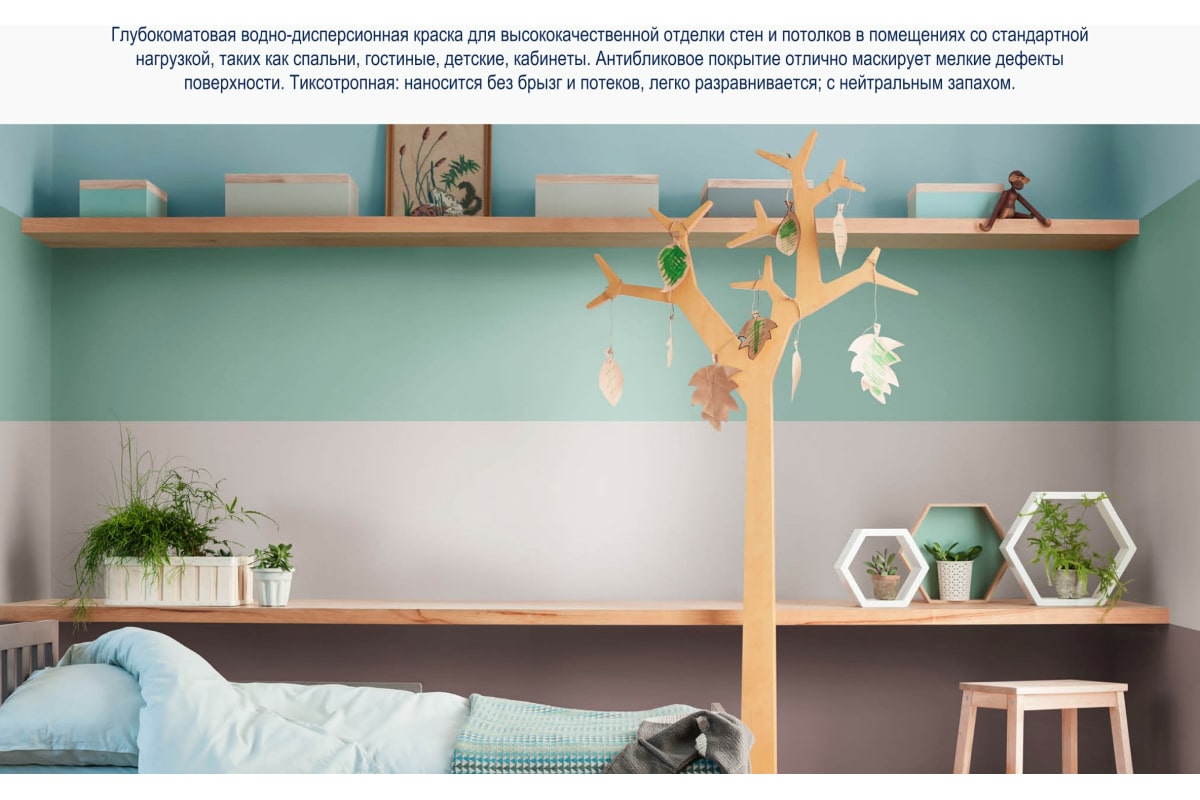 Глубокоматовая водно-дисперсионная краска для высококачественной отделки стен и потолков в помещениях со стандартной
нагрузкой, таких как спальни, гостиные, детские, кабинеты. Антибликовое покрытие отлично маскирует мелкие дефекты
поверхности. Тиксотропная: наносится без брызг и потеков, легко разравнивается; с нейтральным запахом.